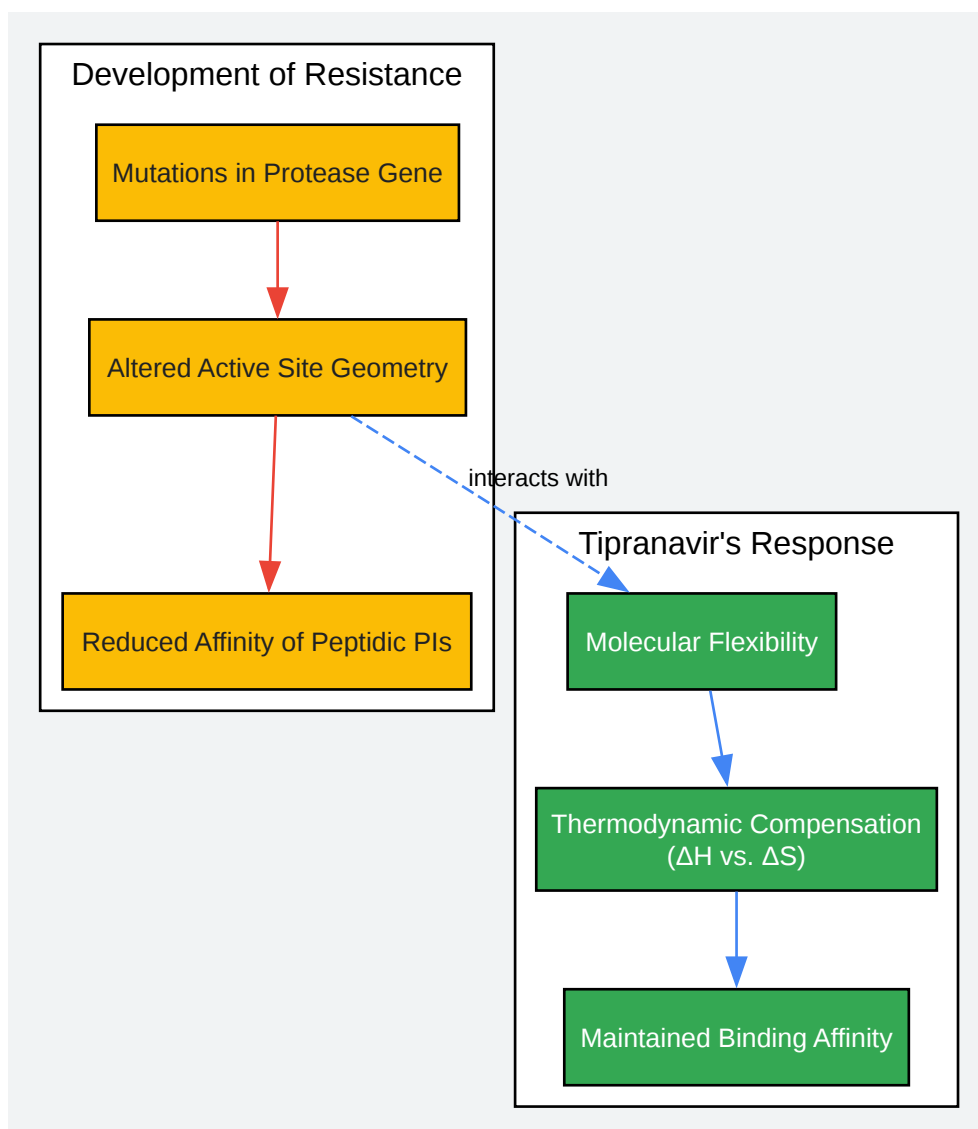 Development of Resistance
Mutations in Protease Gene
Altered Active Site Geometry
interacts with
Reduced Affinity of Peptidic PIs
Tipranavir's Response
Molecular Flexibility
Thermodynamic Compensation
(ΔH vs. ΔS)
Maintained Binding Affinity